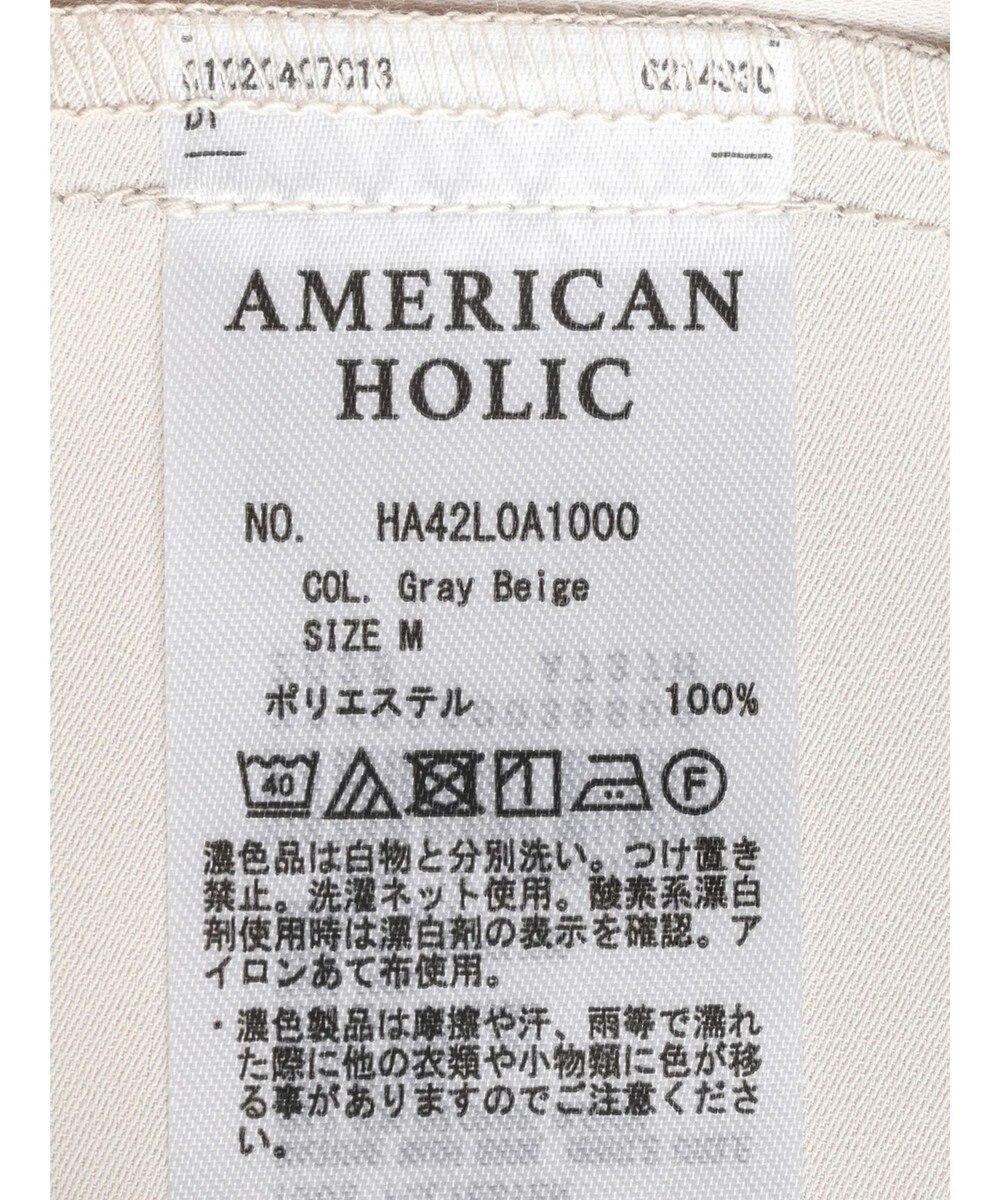 01020407013
AMERICAN
HOLIC
NO. HA42L0A1000
COL. Gray Beige
SIZE M
ポリエステル 100%
40 F
濃色品は白物と分別洗い。つけ置き
禁止。洗濯ネット使用。酸素系漂白
剤使用時は漂白剤の表示を確認。ア
イロンあて布使用。
・濃色製品は摩擦や汗、雨等で濡れ
た際に他の衣類や小物類に色が移
る事がありますのでご注意くださ
い。